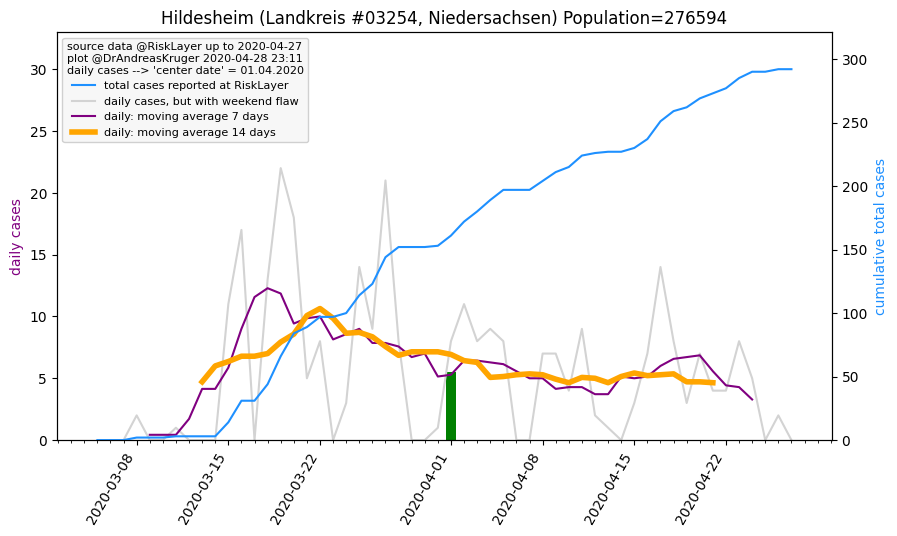 Hildesheim (Landkreis #03254, Niedersachsen) Population=276594
source data @RiskLayer up to 2020-04-27
plot @DrAndreasKruger 2020-04-28 23:11
daily cases --> 'center date' = 01.04.2020
total cases reported at RiskLayer
daily cases, but with weekend flaw
daily: moving average 7 days
daily: moving average 14 days
daily cases
30
25
20
15
10
5
0
300
250
200
150
100
50
0
cumulative total cases
2020-03-08
2020-03-15
2020-03-22
2020-04-01
2020-04-08
2020-04-15
2020-04-22